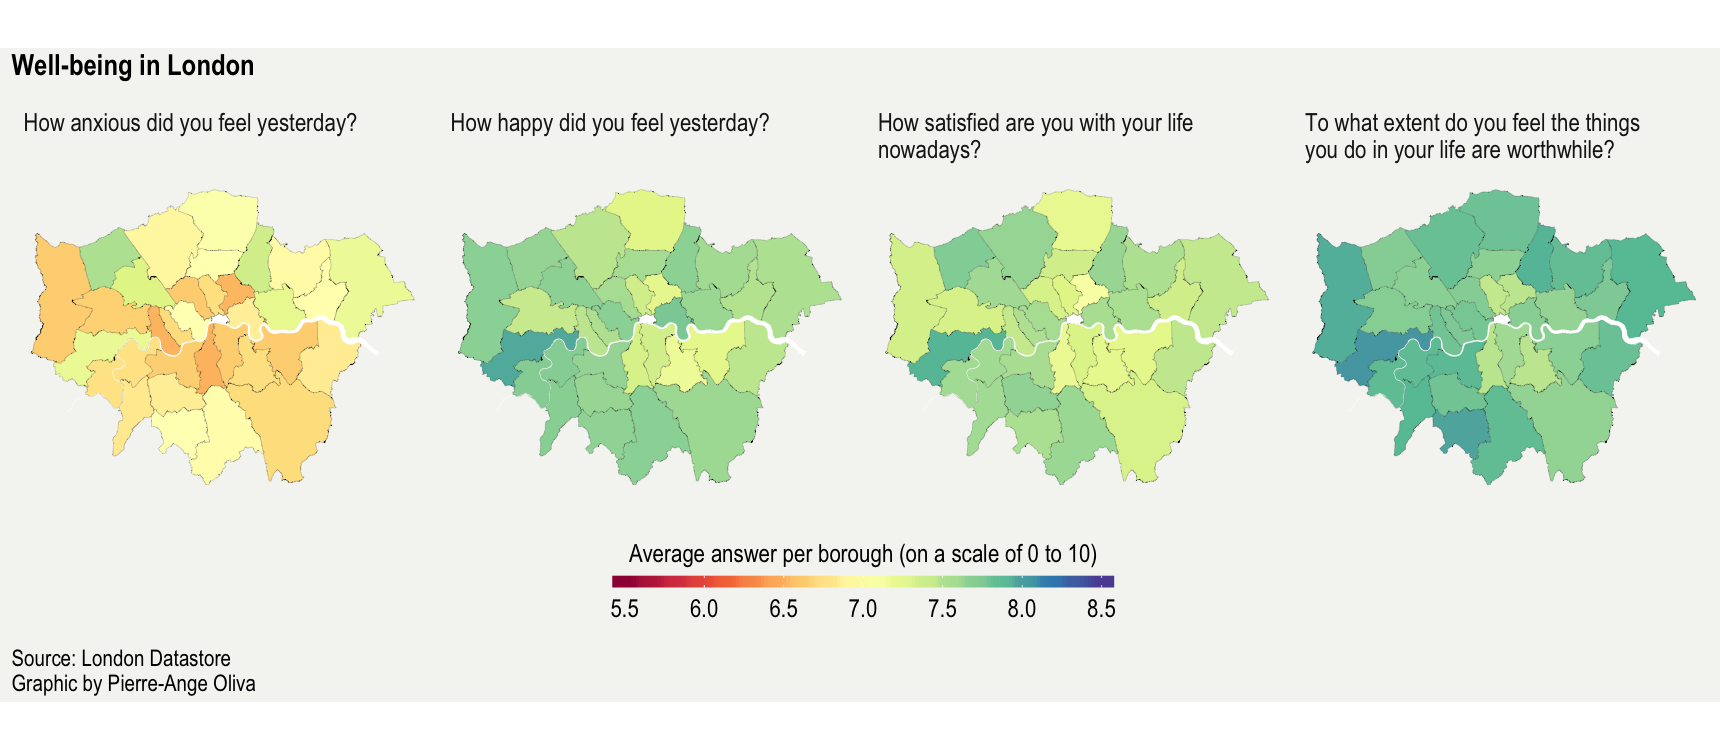 Well-being in London
How anxious did you feel yesterday?
How happy did you feel yesterday?
How satisfied are you with your life
nowadays?
To what extent do you feel the things
you do in your life are worthwhile?
Average answer per borough (on a scale of 0 to 10)
5.5 6.0 6.5 7.0 7.5 8.0 8.5
Source: London Datastore
Graphic by Pierre-Ange Oliva